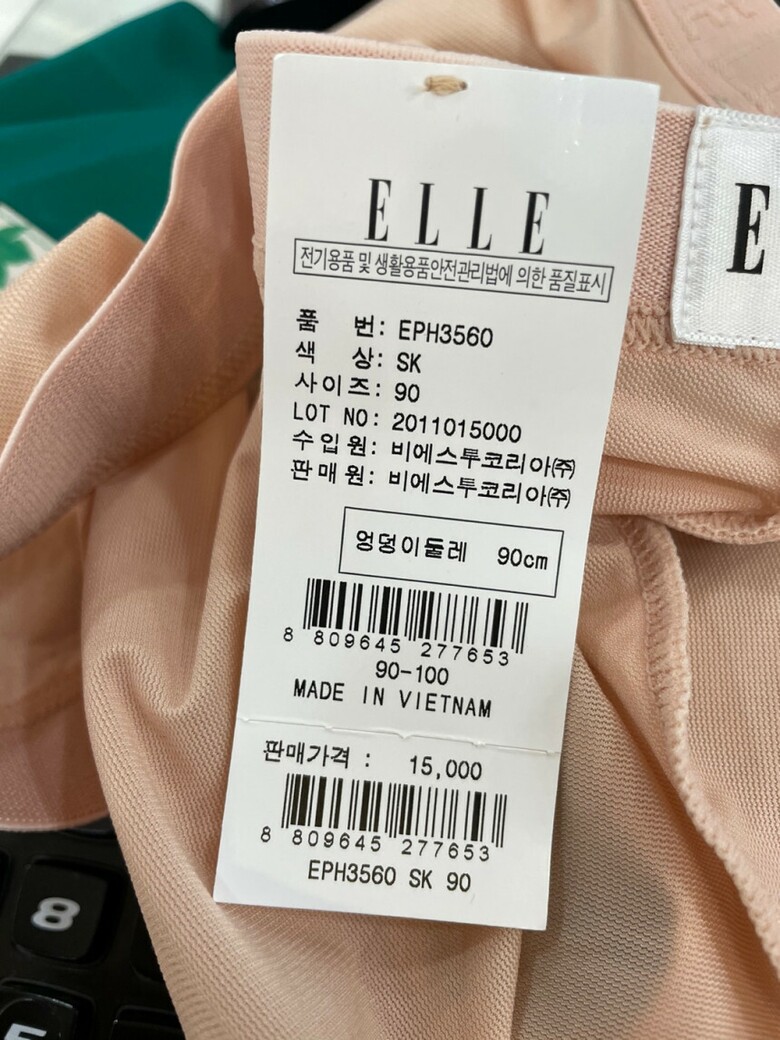 ELLE
전기용품 및 생활용품안전관리법에 의한 품질표시
품 번: EPH3560
색 상: SK
사이즈: 90
LOT NO: 2011015000
수입원: 비에스투코리아㈜
판매원: 비에스투코리아㈜
엉덩이둘레 90cm
8 809645 277653
90-100
MADE IN VIETNAM
판매가격 : 15,000
8 809645 277653
EPH3560 SK 90
E
8